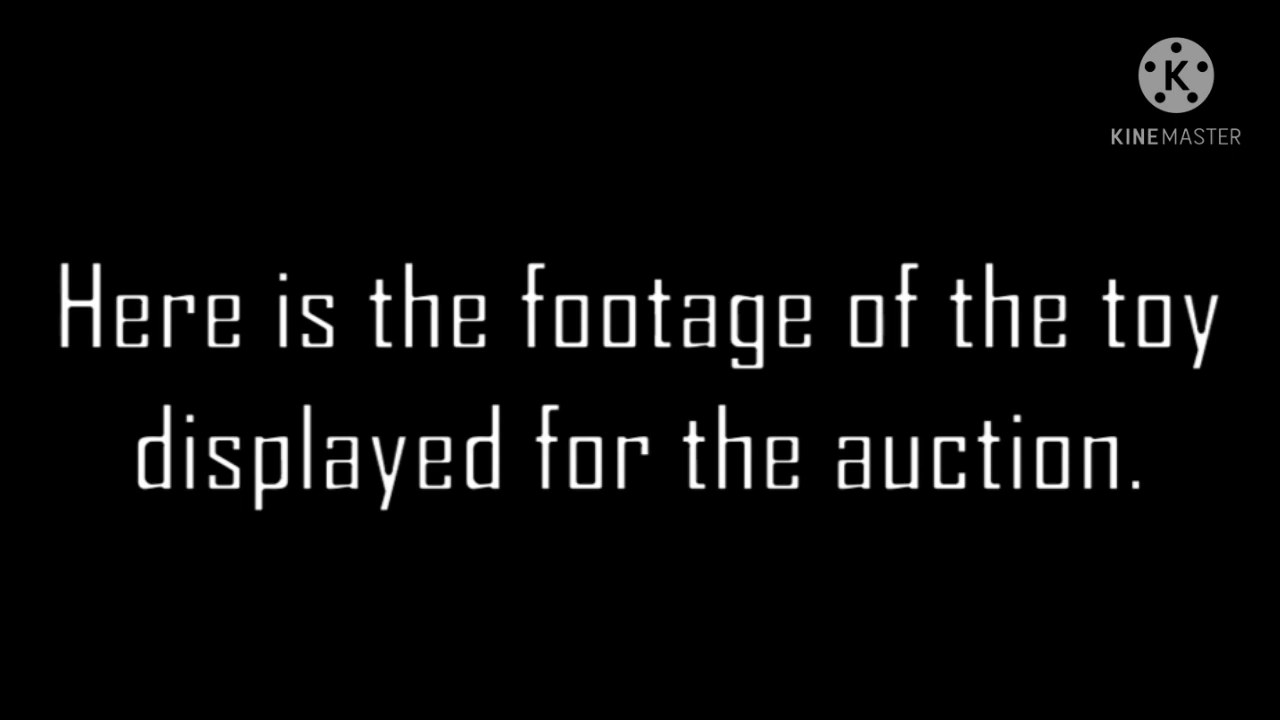 K
KINEMASTER
Here is the footage of the toy
displayed for the auction.